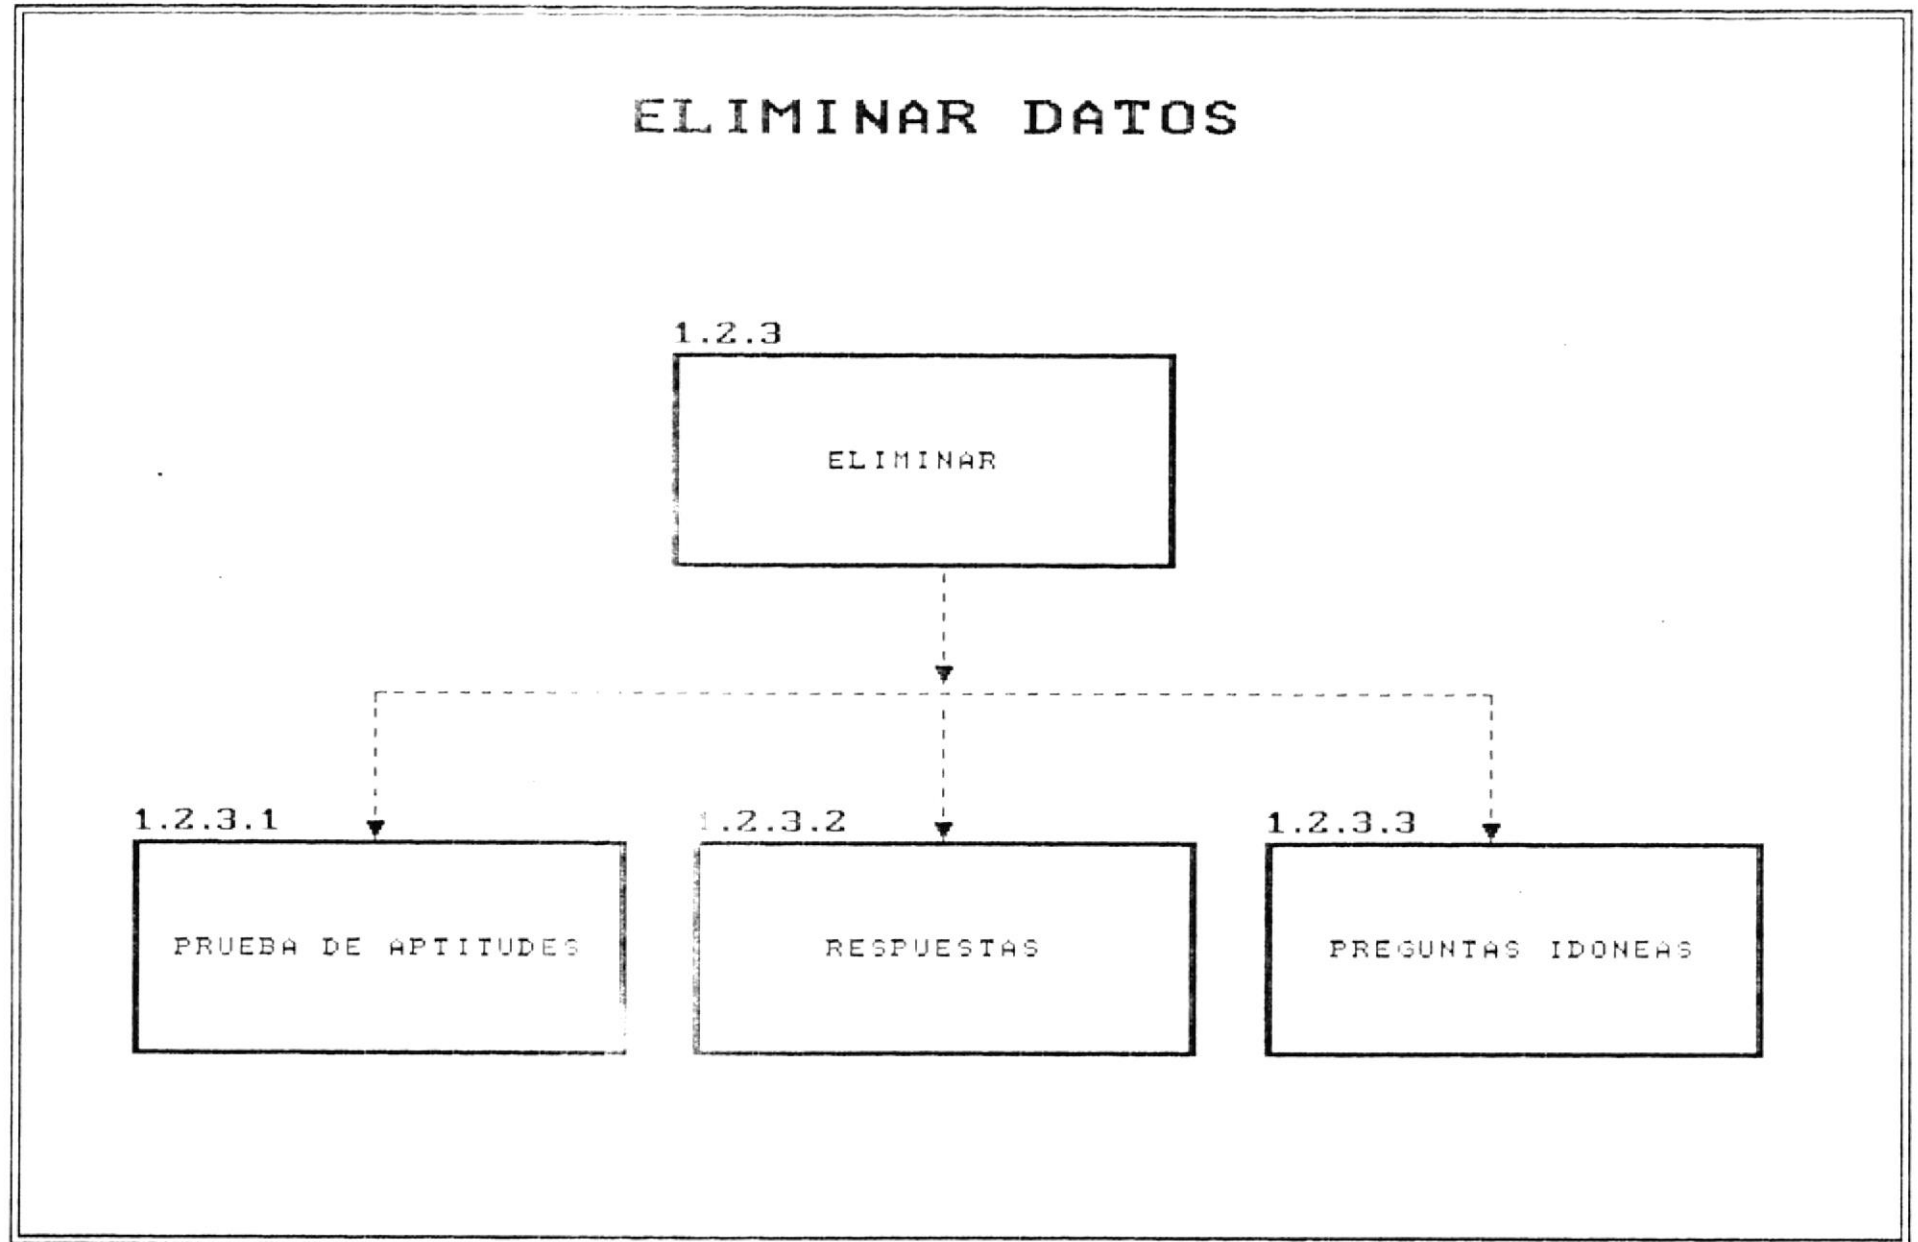 ELIMINAR DATOS
1.2.3
ELIMINAR
1.2.3.1
1.2.3.2
1.2.3.3
PRUEBA DE APTITUDES
RESPUESTAS
PREGUNTAS IDONEAS